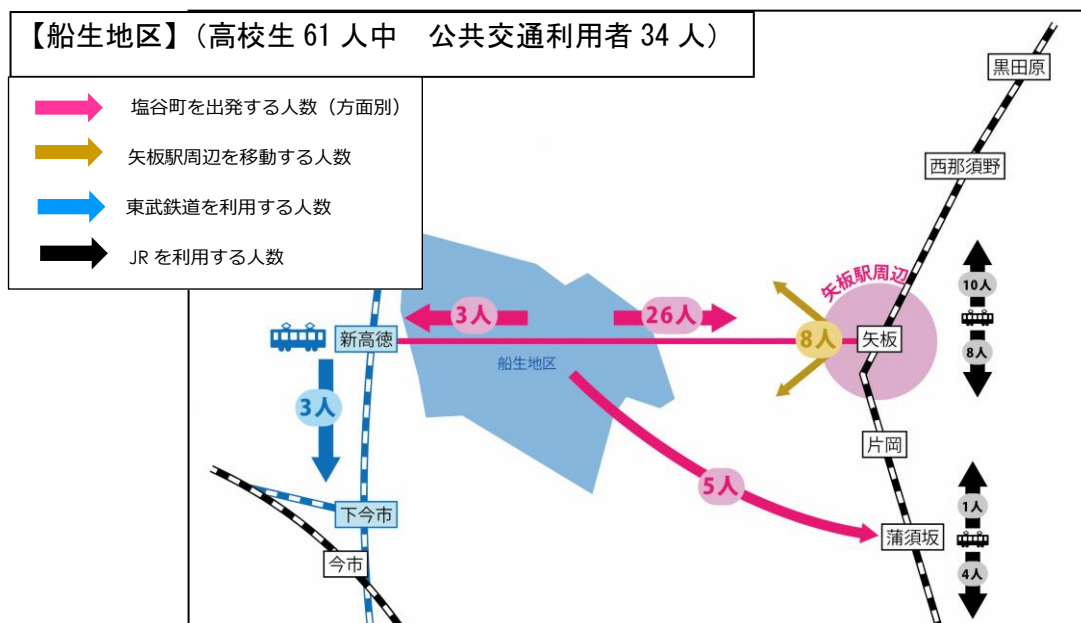 【船生地区】(高校生 61 人中 公共交通利用者 34 人)
塩谷町を出発する人数(方面別)
矢板駅周辺を移動する人数
東武鉄道を利用する人数
JR を利用する人数
黒田原
西那須野
矢板駅周辺
10人
8人
3人
26人
8人
新高徳
矢板
船生地区
3人
片岡
5人
1人
4人
下今市
蒲須坂
今市